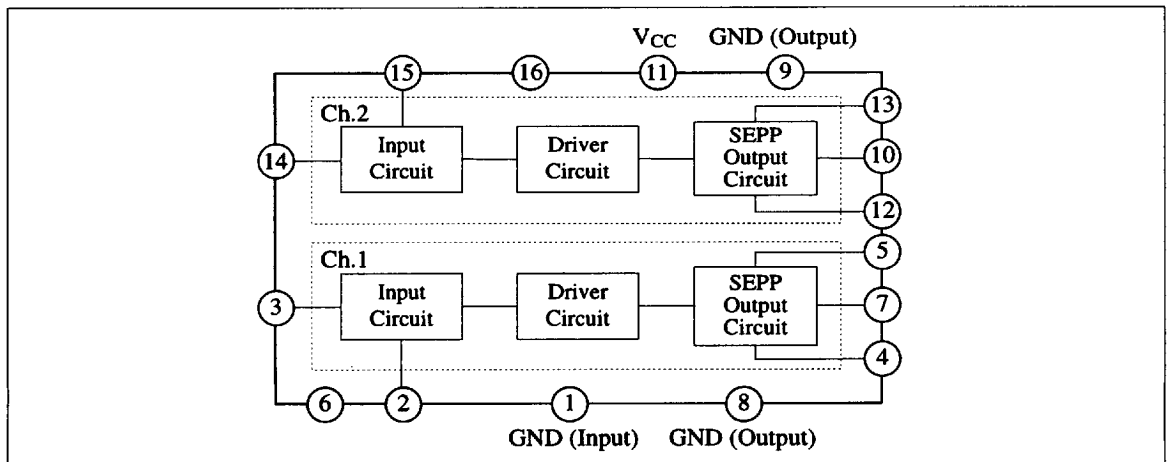 VCC GND (Output)
15 16 11 9
Ch.2
13
Input
Circuit
Driver
Circuit
SEPP
Output
Circuit
14
10
12
Ch.1
5
Input
Circuit
Driver
Circuit
SEPP
Output
Circuit
3
7
4
6 2 1 8
GND (Input) GND (Output)